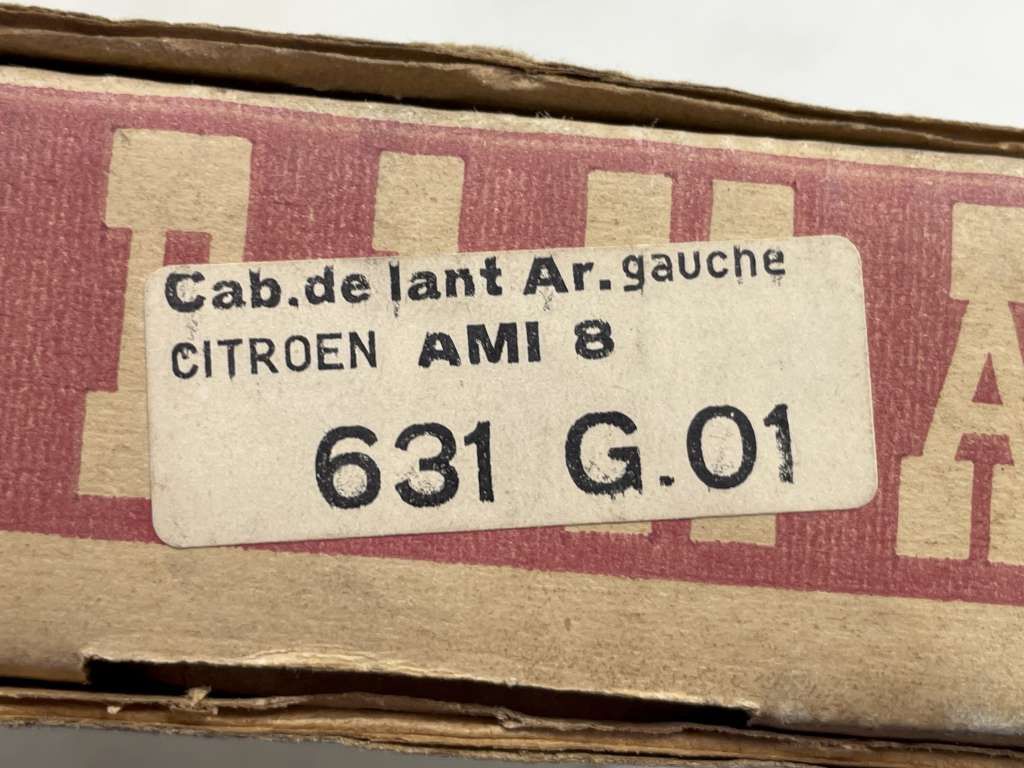 Cab.de lant Ar.gauche
CITROEN AMI 8
631 G.01